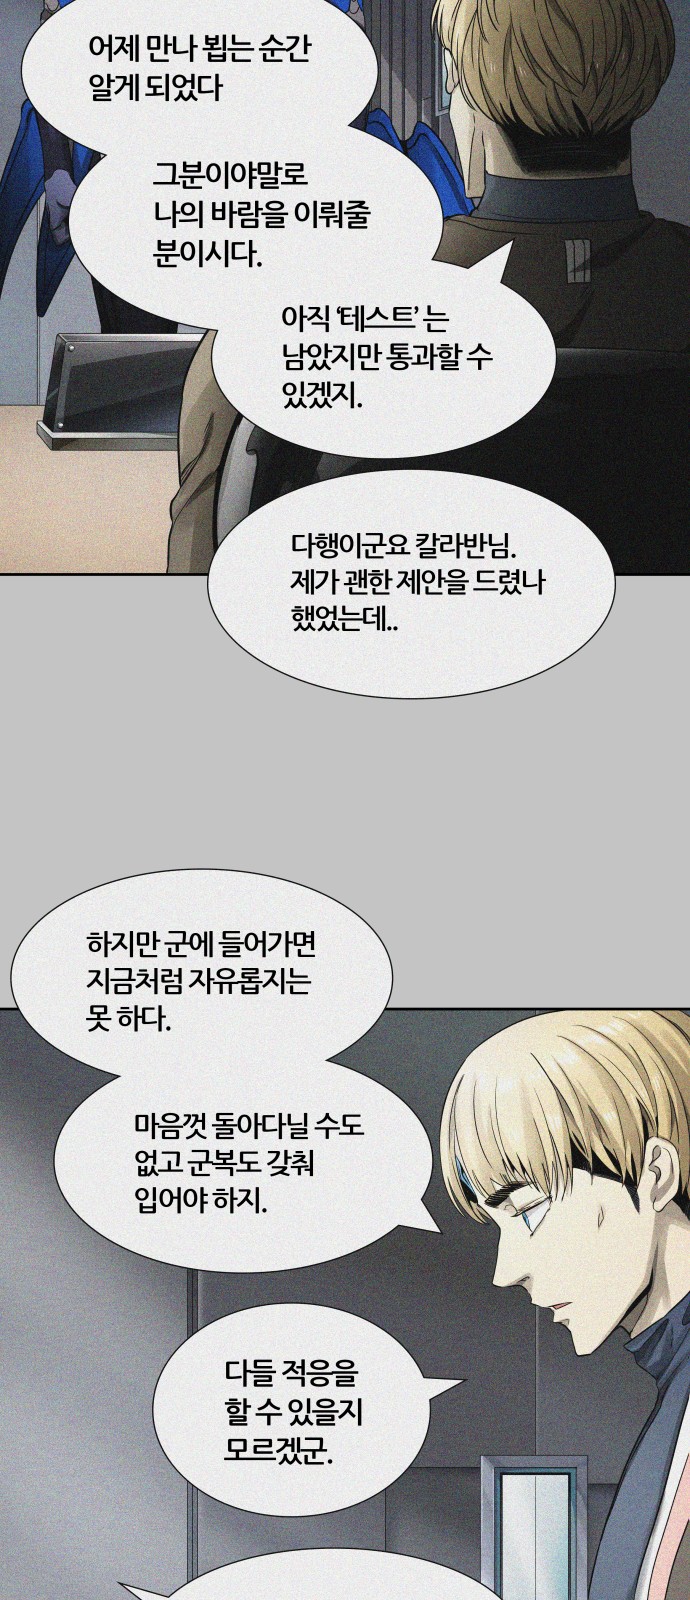 어제 만나 뵙는 순간
알게 되었다
그분이야말로
나의 바람을 이뤄줄
분이시다.
아직 ‘테스트’ 는
남았지만 통과할 수
있겠지.
다행이군요 칼라반님.
제가 괜한 제안을 드렸나
했었는데..
하지만 군에 들어가면
지금처럼 자유롭지는
못 하다.
마음껏 돌아다닐 수도
없고 군복도 갖춰
입어야 하지.
다들 적응을
할 수 있을지
모르겠군.